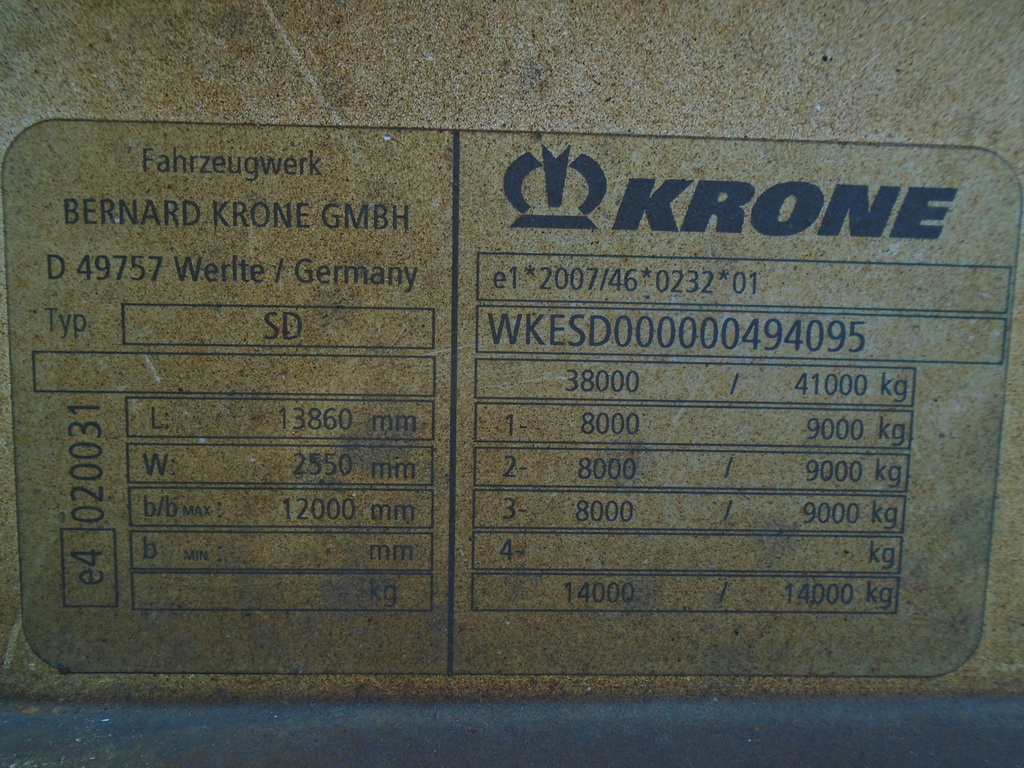 Fahrzeugwerk
BERNARD KRONE GMBH
D 49757 Werlte / Germany
Typ SD
L: 13860 mm
W: 2550 mm
b/b MAX : 12000 mm
b MIN : mm
kg
e4 020031
KRONE
e1*2007/46*0232*01
WKESD000000494095
38000 / 41000 kg
1- 8000 9000 kg
2- 8000 / 9000 kg
3- 8000 / 9000 kg
4- kg
14000 / 14000 kg